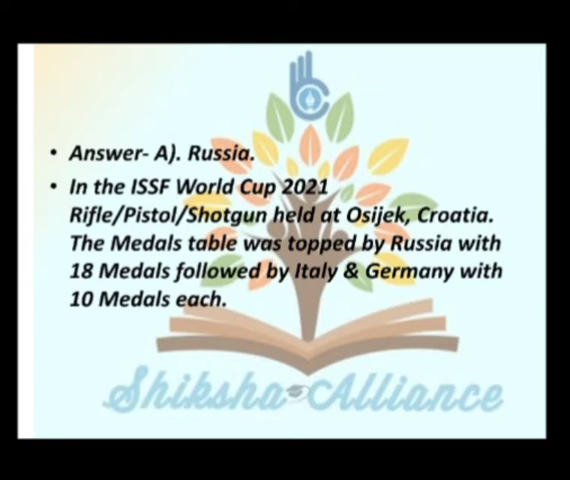 • Answer- A). Russia.
• In the ISSF World Cup 2021
Rifle/Pistol/Shotgun held at Osijek, Croatia.
The Medals table was topped by Russia with
18 Medals followed by Italy & Germany with
10 Medals each.
Shiksha Alliance